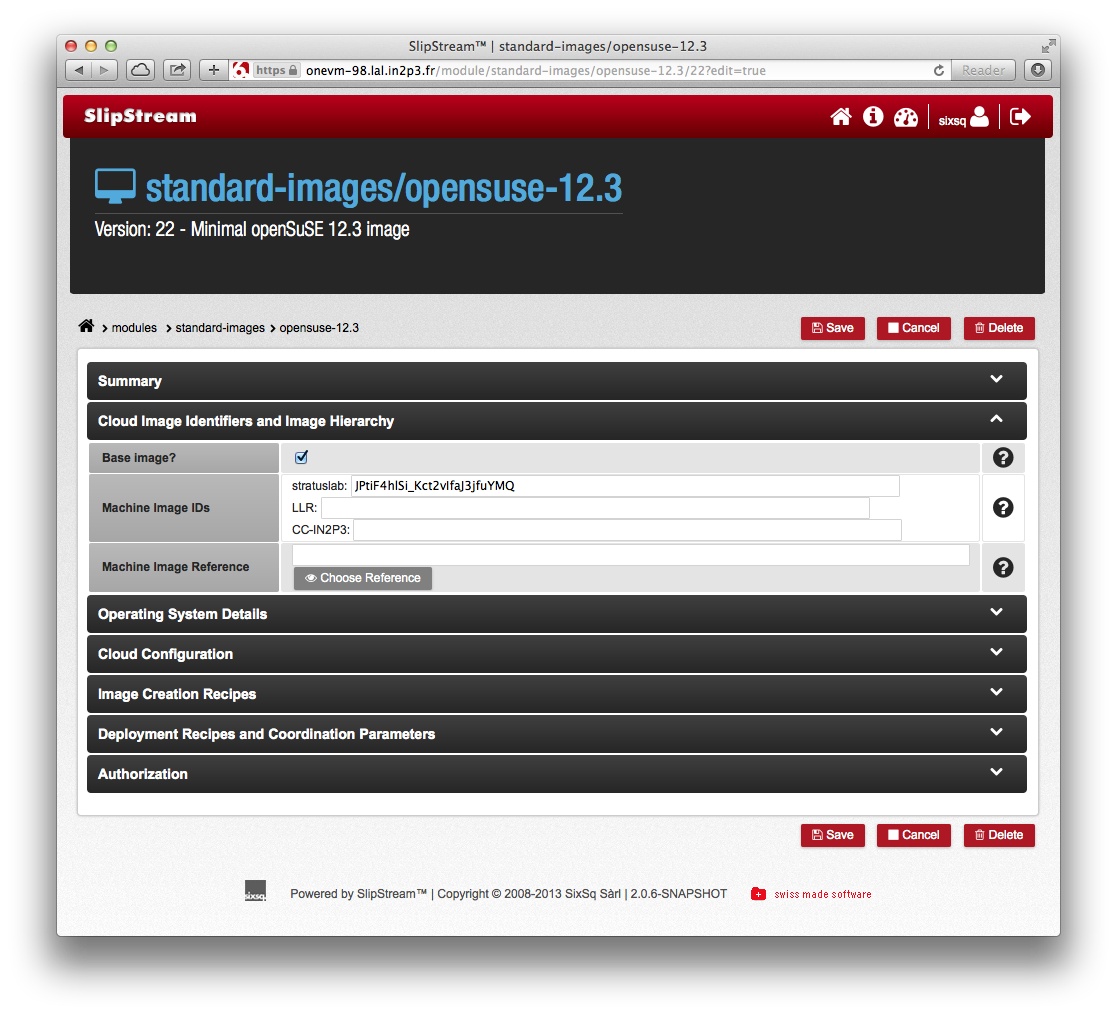 SlipStream™ | standard-images/opensuse-12.3
https onevm-98.lal.in2p3.fr/module/standard-images/opensuse-12.3/22?edit=true Reader
SlipStream sixsq
standard-images/opensuse-12.3
Version: 22 - Minimal openSuSE 12.3 image
modules standard-images opensuse-12.3 Save Cancel Delete
Summary
Cloud Image Identifiers and Image Hierarchy
Base image?
Machine Image IDs
stratuslab: JPtiF4hlSi_Kct2vIfaJ3jfuYMQ
LLR:
CC-IN2P3:
Machine Image Reference
Choose Reference
Operating System Details
Cloud Configuration
Image Creation Recipes
Deployment Recipes and Coordination Parameters
Authorization
Save Cancel Delete
sixsq Powered by SlipStream™ | Copyright © 2008-2013 SixSq Sàrl | 2.0.6-SNAPSHOT swiss made software